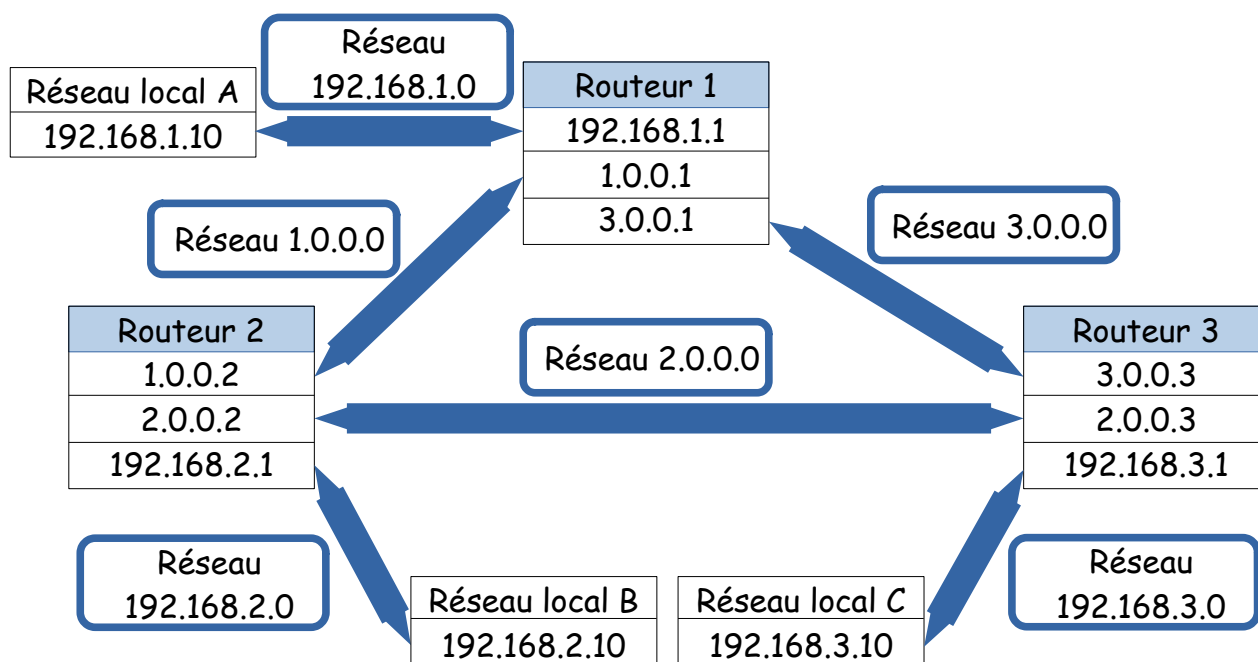 Réseau
192.168.1.0
Réseau local A
192.168.1.10
Routeur 1
192.168.1.1
1.0.0.1
3.0.0.1
Réseau 1.0.0.0
Réseau 3.0.0.0
Routeur 2
1.0.0.2
2.0.0.2
192.168.2.1
Réseau 2.0.0.0
Routeur 3
3.0.0.3
2.0.0.3
192.168.3.1
Réseau
192.168.2.0
Réseau local B
192.168.2.10
Réseau local C
192.168.3.10
Réseau
192.168.3.0